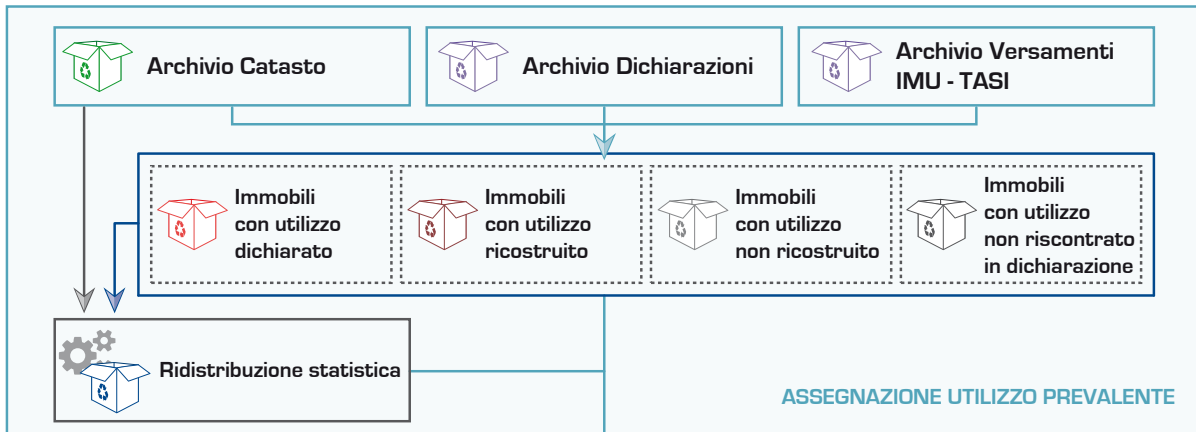 Archivio Catasto
Archivio Dichiarazioni
Archivio Versamenti
IMU - TASI
Immobili
con utilizzo
dichiarato
Immobili
con utilizzo
ricostruito
Immobili
con utilizzo
non ricostruito
Immobili
con utilizzo
non riscontrato
in dichiarazione
Ridistribuzione statistica
ASSEGNAZIONE UTILIZZO PREVALENTE